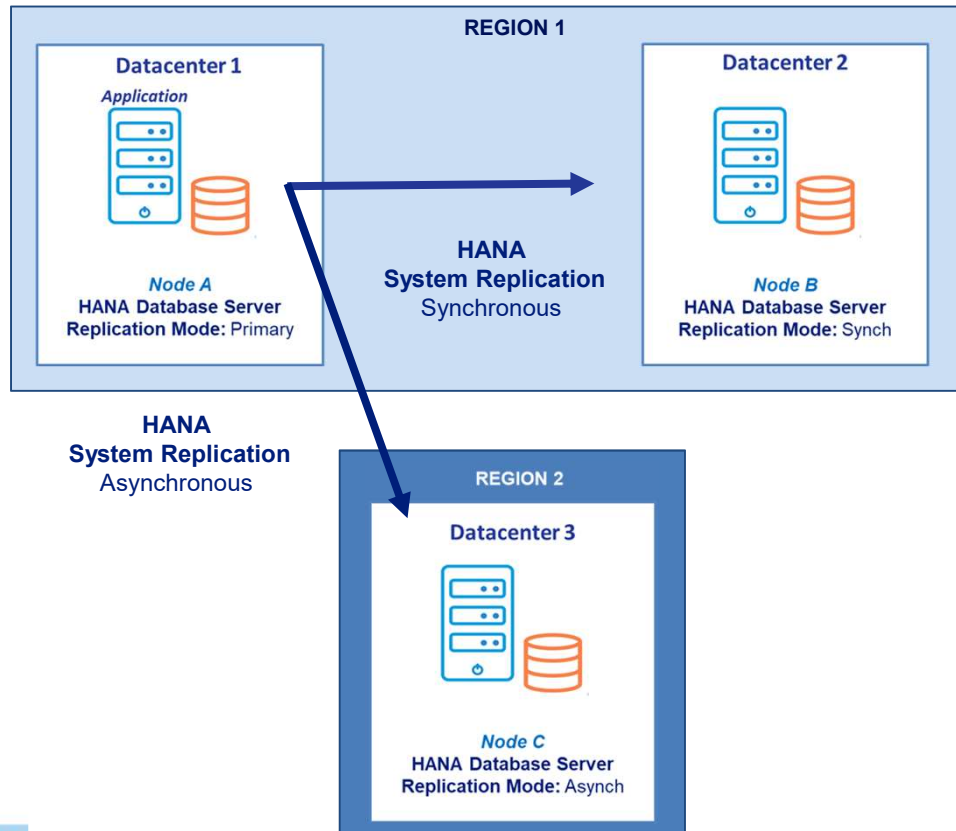 REGION 1
Datacenter 1
Application
Node A
HANA Database Server
Replication Mode: Primary
HANA
System Replication
Synchronous
Datacenter 2
Node B
HANA Database Server
Replication Mode: Synch
HANA
System Replication
Asynchronous
REGION 2
Datacenter 3
Node C
HANA Database Server
Replication Mode: Asynch